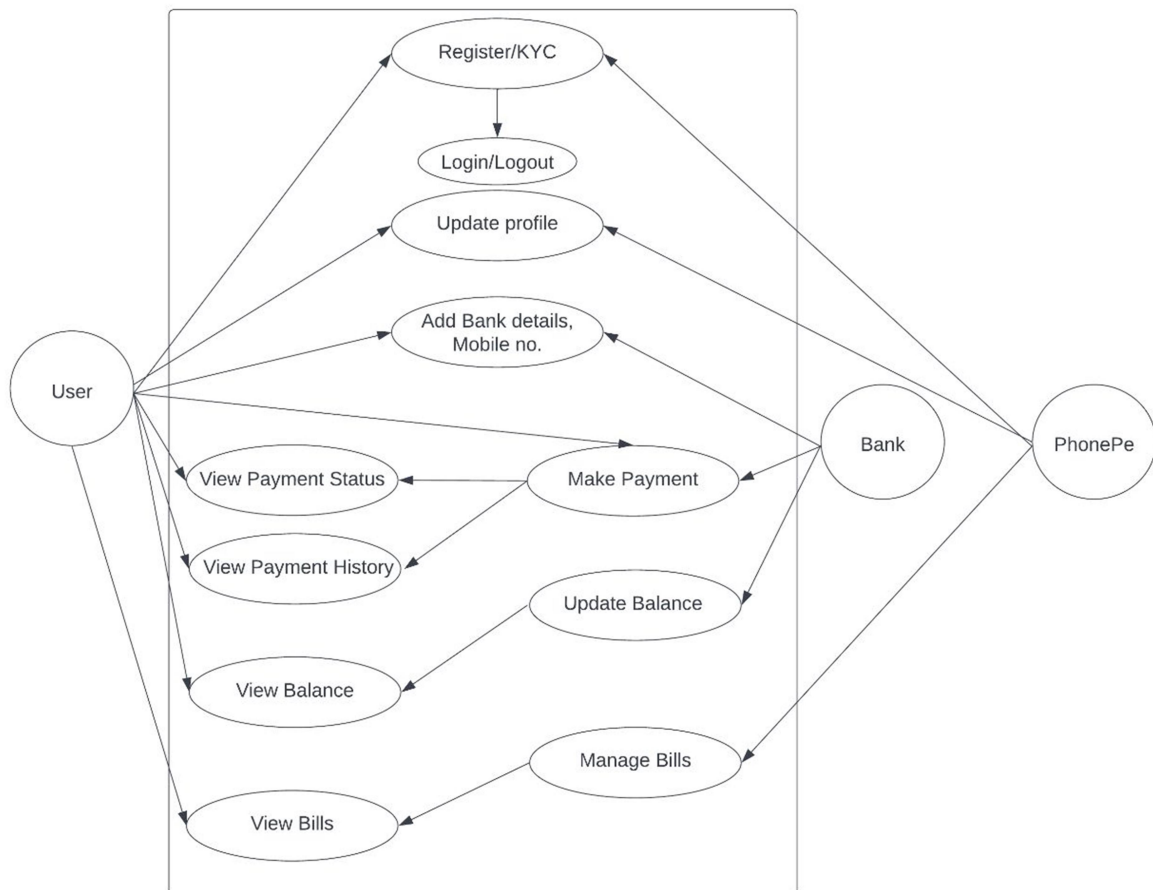 Register/KYC
Login/Logout
Update profile
Add Bank details,
Mobile no.
User
Bank
PhonePe
View Payment Status
Make Payment
View Payment History
Update Balance
View Balance
Manage Bills
View Bills